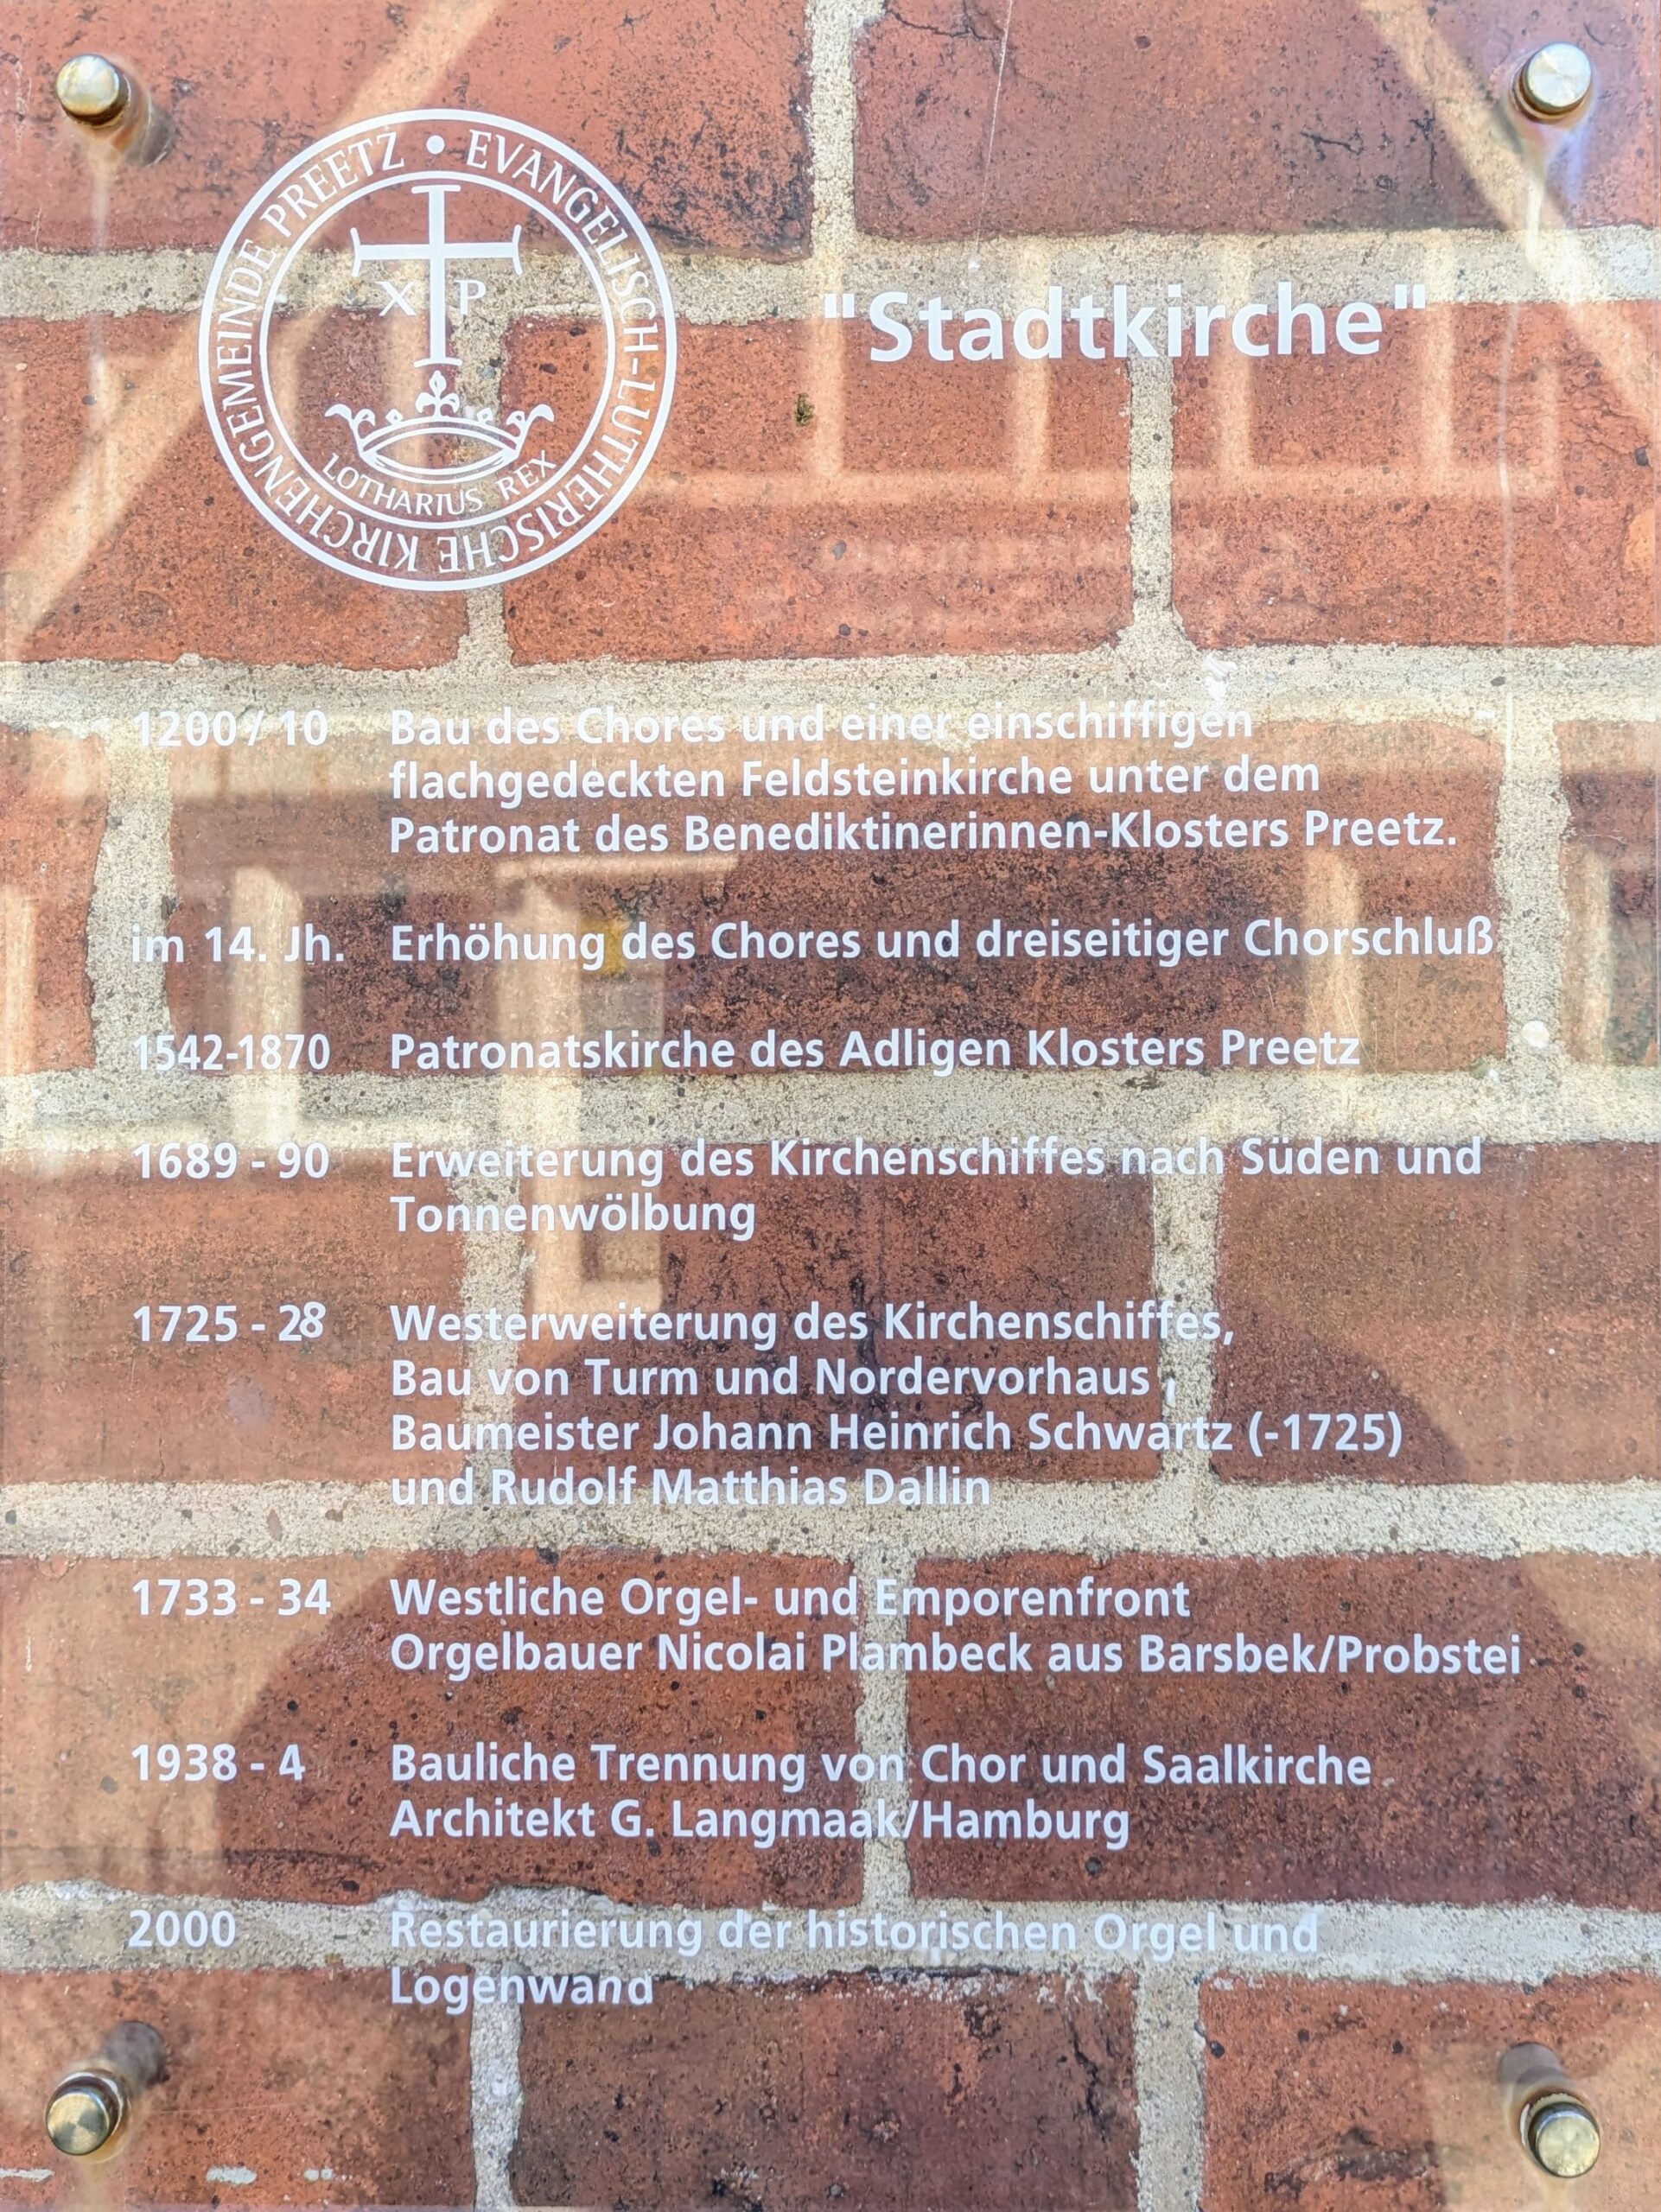 EVANGELISCH-LUTHERISCHE KIRCHENGEMEINDE PREETZ •
X P
LOTHARIUS REX
"Stadtkirche"
1200 / 10 Bau des Chores und einer einschiffigen
flachgedeckten Feldsteinkirche unter dem
Patronat des Benediktinerinnen-Klosters Preetz.
im 14. Jh. Erhöhung des Chores und dreiseitiger Chorschluß
1542-1870 Patronatskirche des Adligen Klosters Preetz
1689 - 90 Erweiterung des Kirchenschiffes nach Süden und
Tonnenwölbung
1725 - 28 Westerweiterung des Kirchenschiffes,
Bau von Turm und Nordervorhaus ,
Baumeister Johann Heinrich Schwartz (-1725)
und Rudolf Matthias Dallin
1733 - 34 Westliche Orgel- und Emporenfront
Orgelbauer Nicolai Plambeck aus Barsbek/Probstei
1938 - 4 Bauliche Trennung von Chor und Saalkirche
Architekt G. Langmaak/Hamburg
2000 Restaurierung der historischen Orgel und
Logenwand